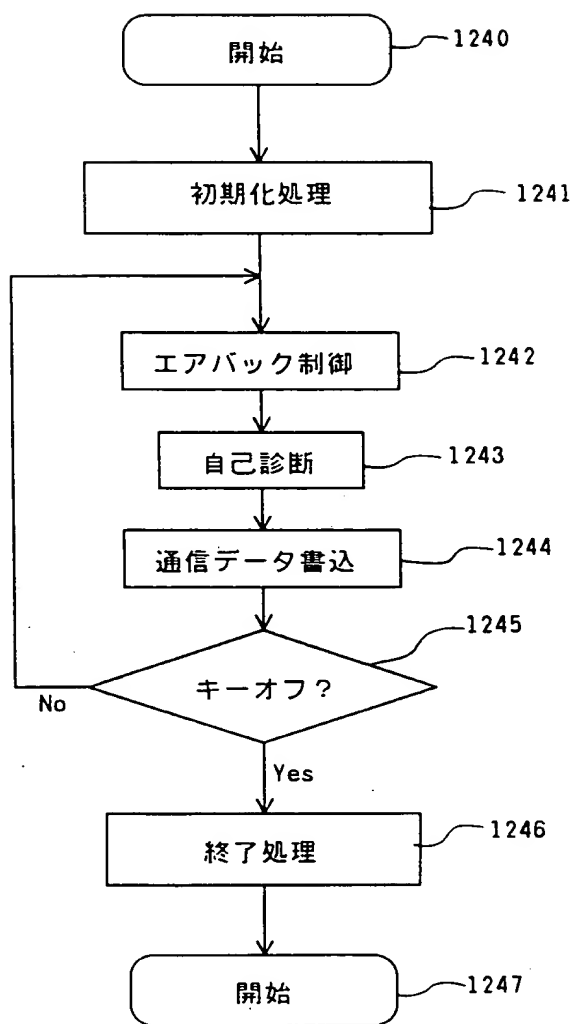 開始
1240
初期化処理
1241
エアバック制御
1242
自己診断
1243
通信データ書込
1244
キーオフ?
1245
No
Yes
終了処理
1246
開始
1247